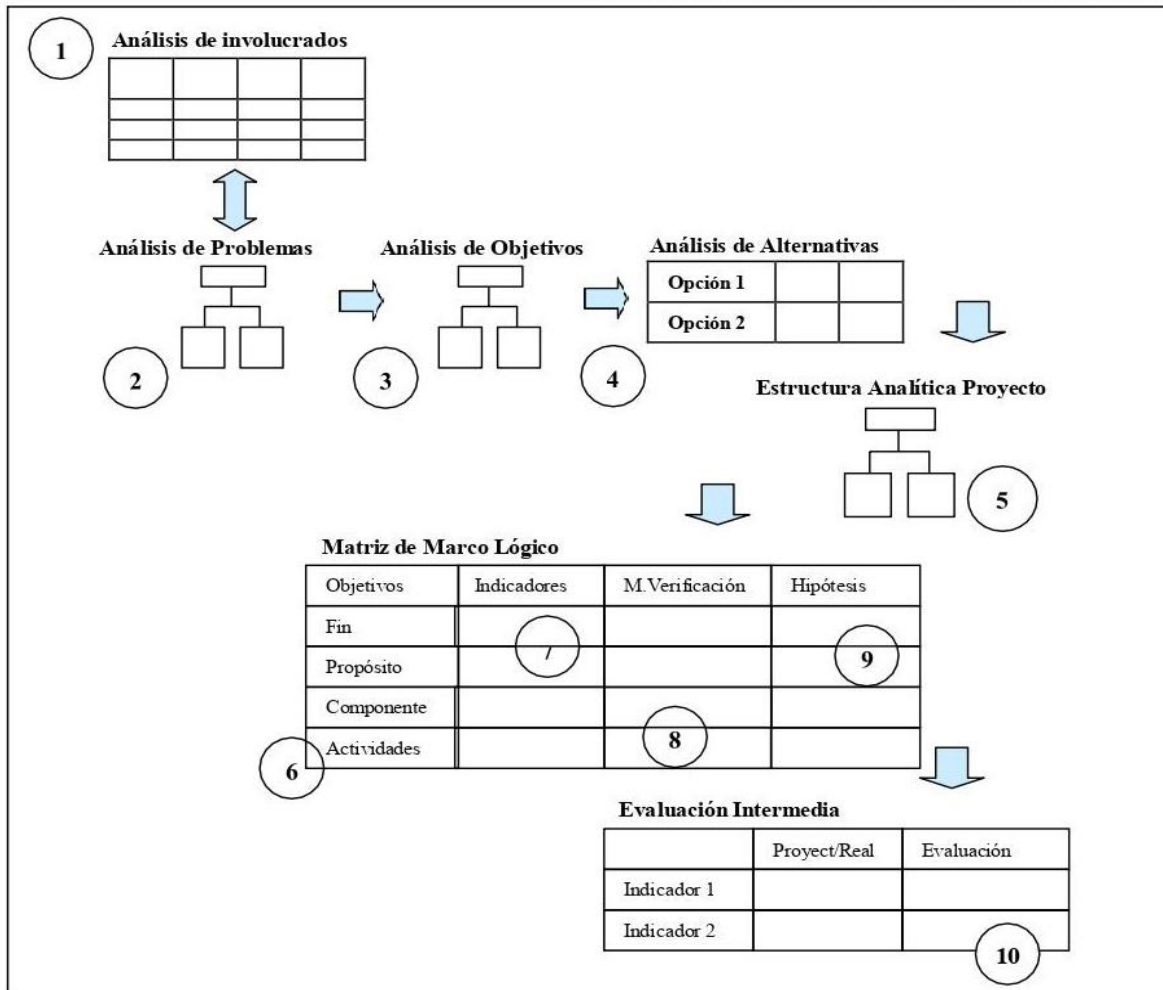 1
Análisis de involucrados
Análisis de Problemas
Análisis de Objetivos
Análisis de Alternativas
Opción 1
Opción 2
2
3
4
Estructura Analítica Proyecto
5
Matriz de Marco Lógico
Objetivos Indicadores M.Verificación Hipótesis
Fin
7
Propósito
9
Componente
8
Actividades
6
Evaluación Intermedia
Proyect/Real Evaluación
Indicador 1
Indicador 2
10